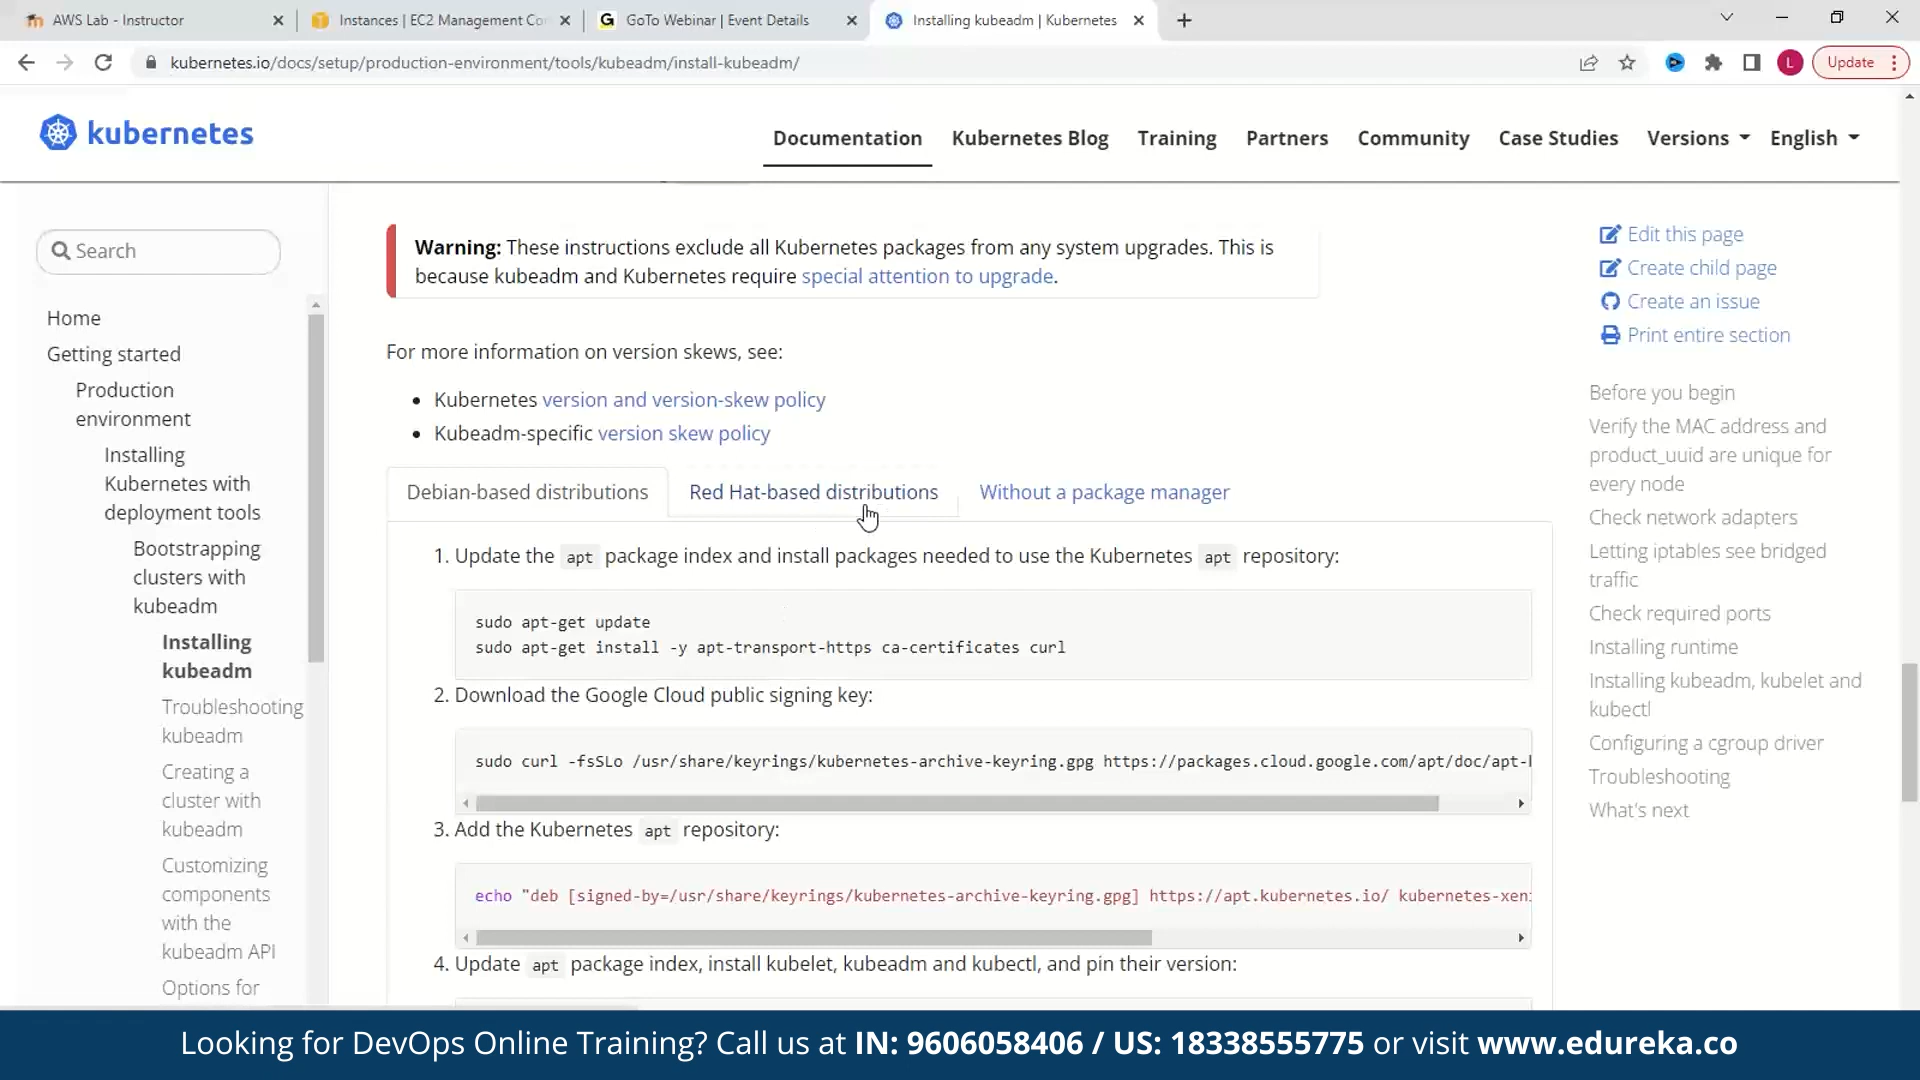 AWS Lab - Instructor
Instances | EC2 Management Co
GoTo Webinar | Event Details
Installing kubeadm | Kubernetes
kubernetes.io/docs/setup/production-environment/tools/kubeadm/install-kubeadm/
L
Update
kubernetes
Documentation
Kubernetes Blog
Training
Partners
Community
Case Studies
Versions
English
Search
Home
Getting started
Production
environment
Installing
Kubernetes with
deployment tools
Bootstrapping
clusters with
kubeadm
Installing
kubeadm
Troubleshooting
kubeadm
Creating a
cluster with
kubeadm
Customizing
components
with the
kubeadm API
Options for
Warning: These instructions exclude all Kubernetes packages from any system upgrades. This is
because kubeadm and Kubernetes require special attention to upgrade.
For more information on version skews, see:
• Kubernetes version and version-skew policy
• Kubeadm-specific version skew policy
Debian-based distributions
Red Hat-based distributions
Without a package manager
1. Update the apt package index and install packages needed to use the Kubernetes apt repository:
sudo apt-get update
sudo apt-get install -y apt-transport-https ca-certificates curl
2. Download the Google Cloud public signing key:
sudo curl -fsSLo /usr/share/keyrings/kubernetes-archive-keyring.gpg https://packages.cloud.google.com/apt/doc/apt-
3. Add the Kubernetes apt repository:
echo "deb [signed-by=/usr/share/keyrings/kubernetes-archive-keyring.gpg] https://apt.kubernetes.io/ kubernetes-xen
4. Update apt package index, install kubelet, kubeadm and kubectl, and pin their version:
Edit this page
Create child page
Create an issue
Print entire section
Before you begin
Verify the MAC address and
product_uuid are unique for
every node
Check network adapters
Letting iptables see bridged
traffic
Check required ports
Installing runtime
Installing kubeadm, kubelet and
kubectl
Configuring a cgroup driver
Troubleshooting
What's next
Looking for DevOps Online Training? Call us at IN: 9606058406 / US: 18338555775 or visit www.edureka.co